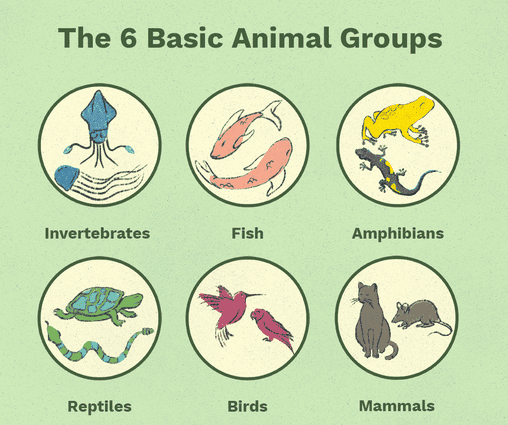 The 6 Basic Animal Groups
Invertebrates
Fish
Amphibians
Reptiles
Birds
Mammals